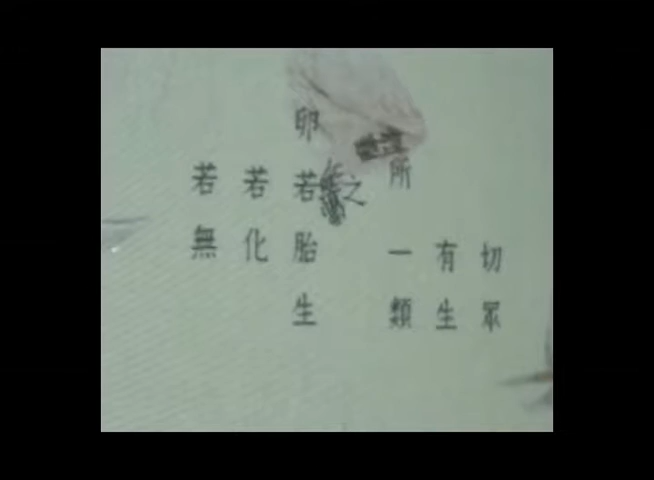 切眾
有生
所一類
之
卵若胎生
若化
若無